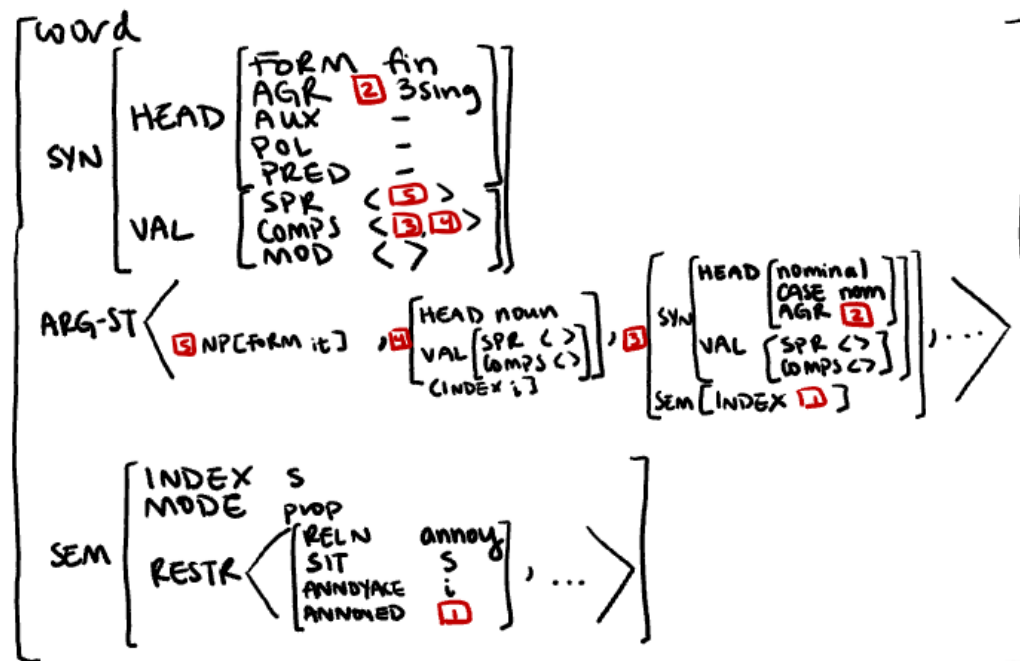 word
FORM fin
AGR 2 3sing
HEAD AUX -
POL -
SYN PRED -
SPR < 5 >
VAL COMPS < 3, 4 >
MOD < >
ARG-ST < 5 NP[FORM it], 4 [HEAD noun VAL [SPR < > COMPS < >] [INDEX i]], 3 [SYN [HEAD [nominal CASE nom AGR 2] VAL [SPR < > COMPS < >]] SEM [INDEX 1]], ... >
INDEX s
MODE prop
RELN annoy
SEM RESTR < SIT s , ... >
ANNOYACE i
ANNOYED 1